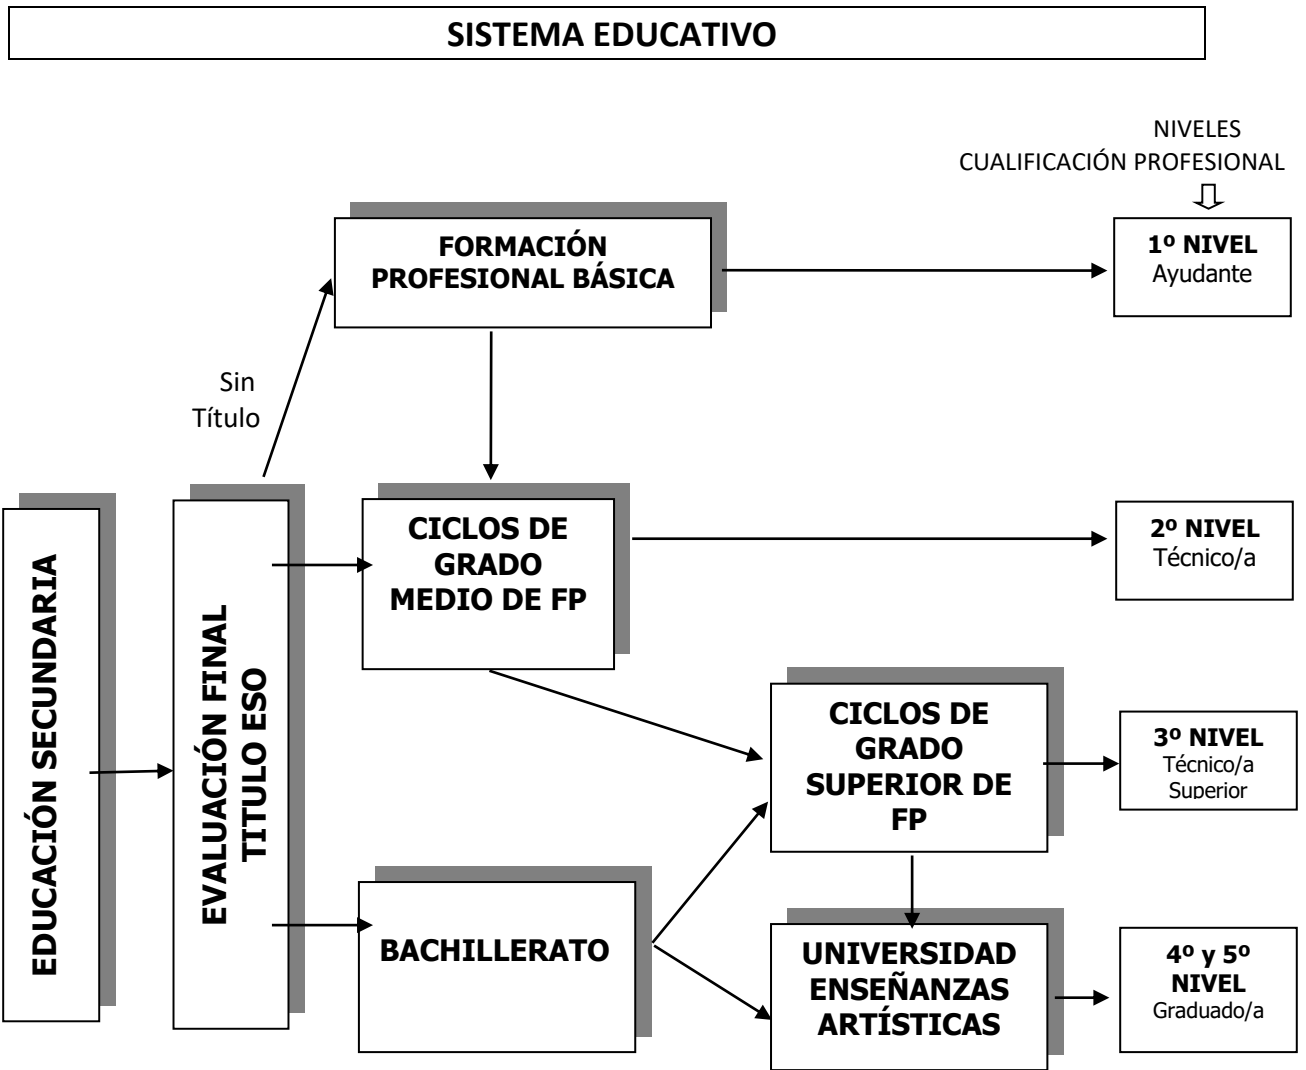 SISTEMA EDUCATIVO
NIVELES
CUALIFICACIÓN PROFESIONAL
FORMACIÓN
PROFESIONAL BÁSICA
1º NIVEL
Ayudante
Sin
Título
EDUCACIÓN SECUNDARIA
EVALUACIÓN FINAL
TITULO ESO
CICLOS DE
GRADO
MEDIO DE FP
2º NIVEL
Técnico/a
CICLOS DE
GRADO
SUPERIOR DE
FP
3º NIVEL
Técnico/a
Superior
BACHILLERATO
UNIVERSIDAD
ENSEÑANZAS
ARTÍSTICAS
4º y 5º
NIVEL
Graduado/a